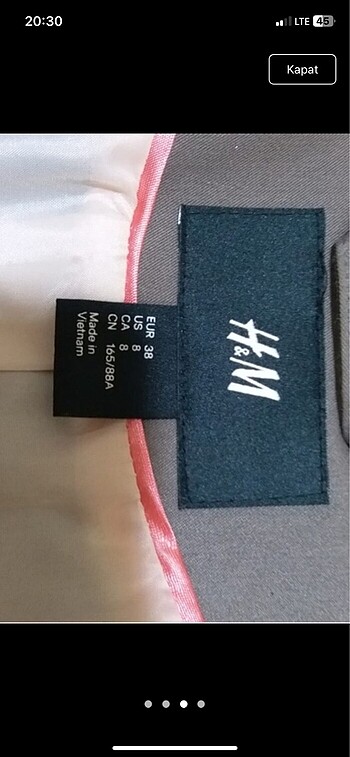 20:30
LTE 45
Kapat
H&M
EUR 38
US 8
CA 8
CN 165/88A
Made in
Vietnam